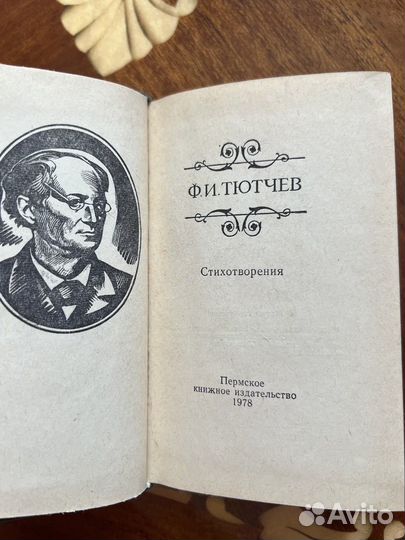 Ф.И.ТЮТЧЕВ
Стихотворения
Пермское
книжное издательство
1978
Avito